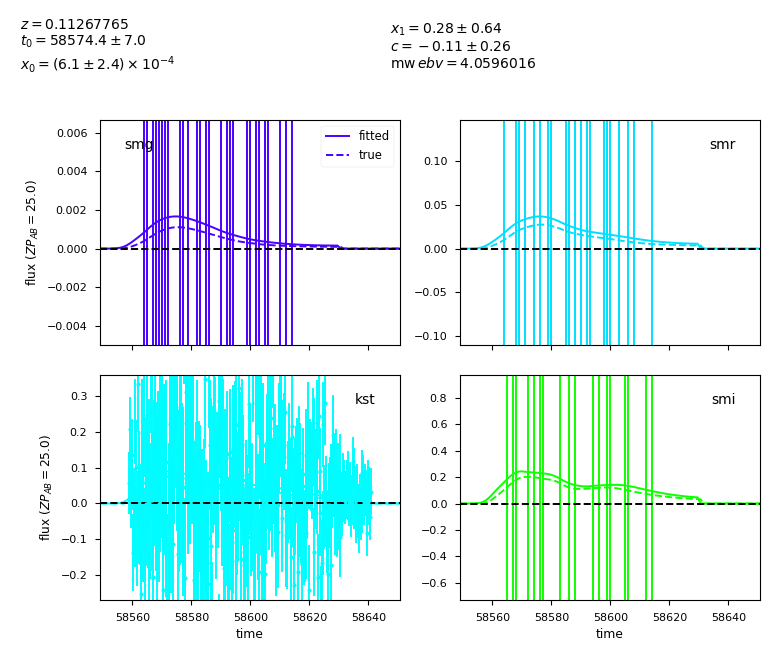 z = 0.11267765
t₀ = 58574.4 ± 7.0
x₀ = (6.1 ± 2.4) × 10⁻⁴
x₁ = 0.28 ± 0.64
c = −0.11 ± 0.26
mw ebv = 4.0596016
smg
fitted
true
0.006
0.004
0.002
0.000
−0.002
−0.004
flux (ZP_AB = 25.0)
smr
0.10
0.05
0.00
−0.05
−0.10
kst
0.3
0.2
0.1
0.0
−0.1
−0.2
flux (ZP_AB = 25.0)
58560 58580 58600 58620 58640
time
smi
0.8
0.6
0.4
0.2
0.0
−0.2
−0.4
−0.6
58560 58580 58600 58620 58640
time